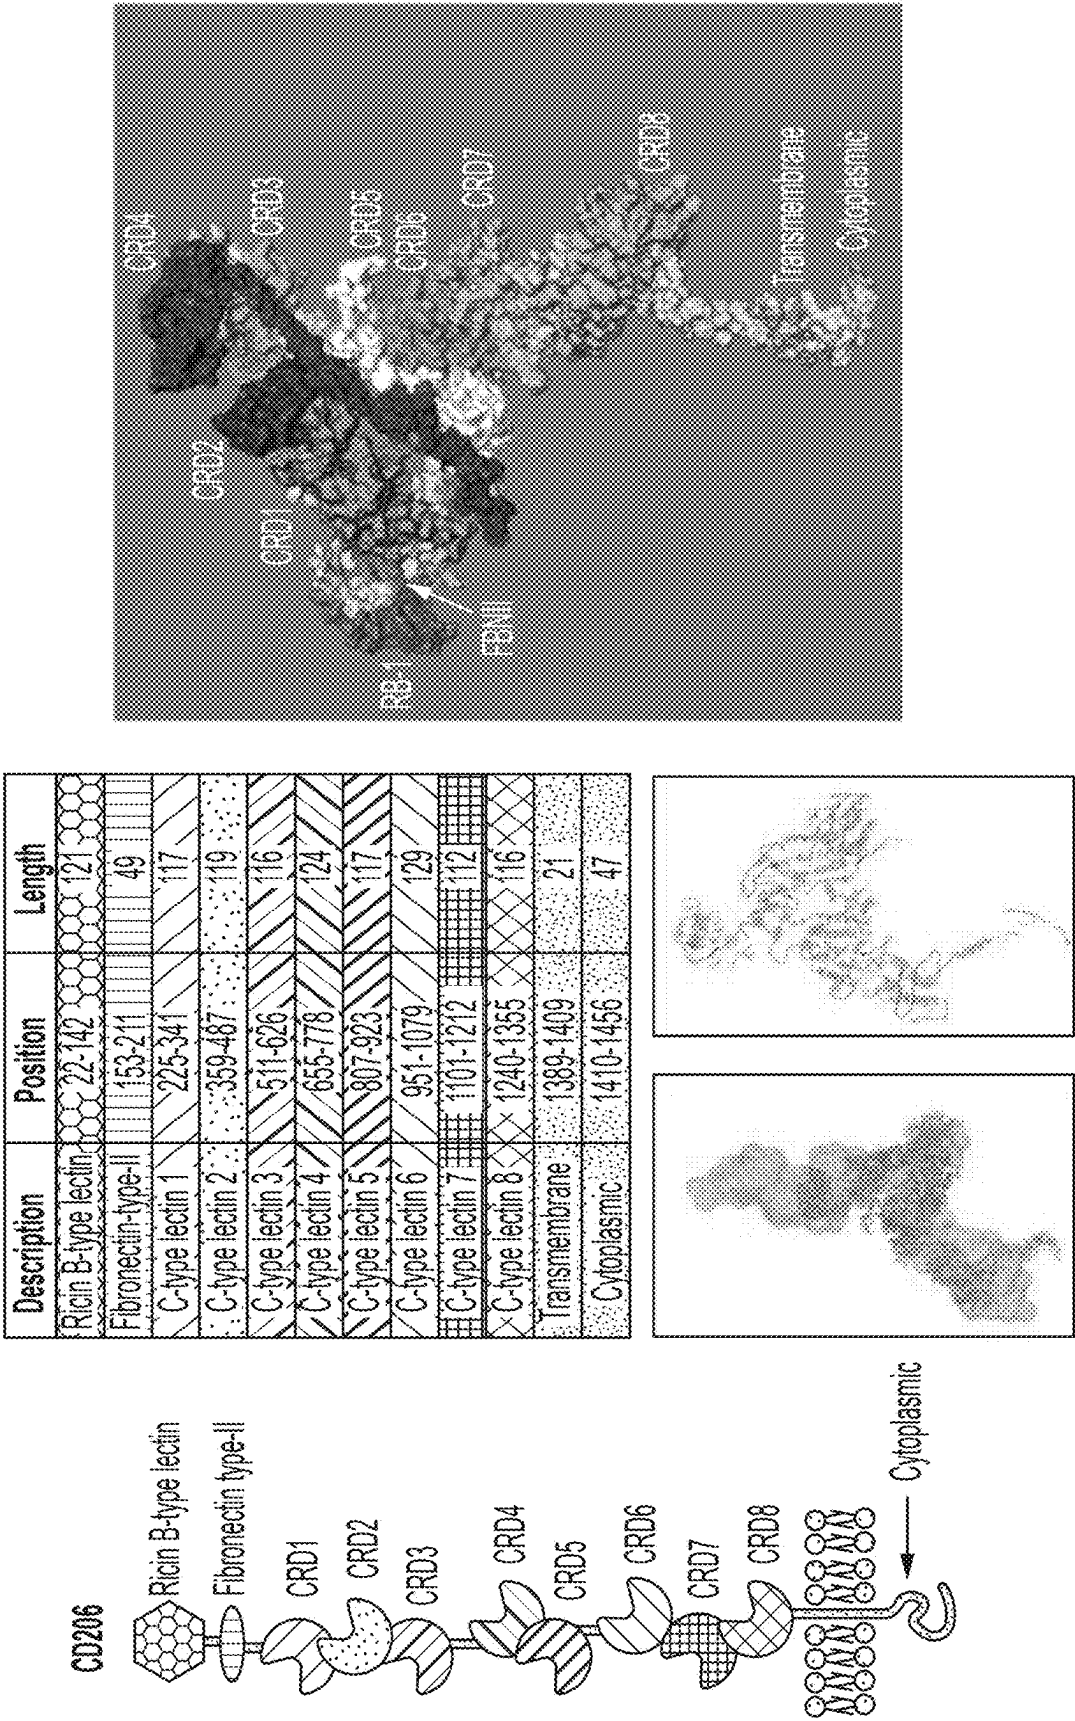 CD206
Ricin B-type lectin
Fibronectin type-II
CRD1
CRD2
CRD3
CRD4
CRD5
CRD6
CRD7
CRD8
Cytoplasmic
Description Position Length
Ricin B-type lectin 22-142 121
Fibronectin-type-II 153-211 49
C-type lectin 1 225-341 117
C-type lectin 2 359-487 119
C-type lectin 3 511-626 116
C-type lectin 4 655-778 124
C-type lectin 5 807-923 117
C-type lectin 6 951-1079 129
C-type lectin 7 1101-1212 112
C-type lectin 8 1240-1355 116
Transmembrane 1389-1409 21
Cytoplasmic 1410-1456 47
CRD4
CRD3
CRD2
CRD1
CRD5
CRD6
RB-1
FBNII
CRD7
CRD8
Transmembrane
Cytoplasmic